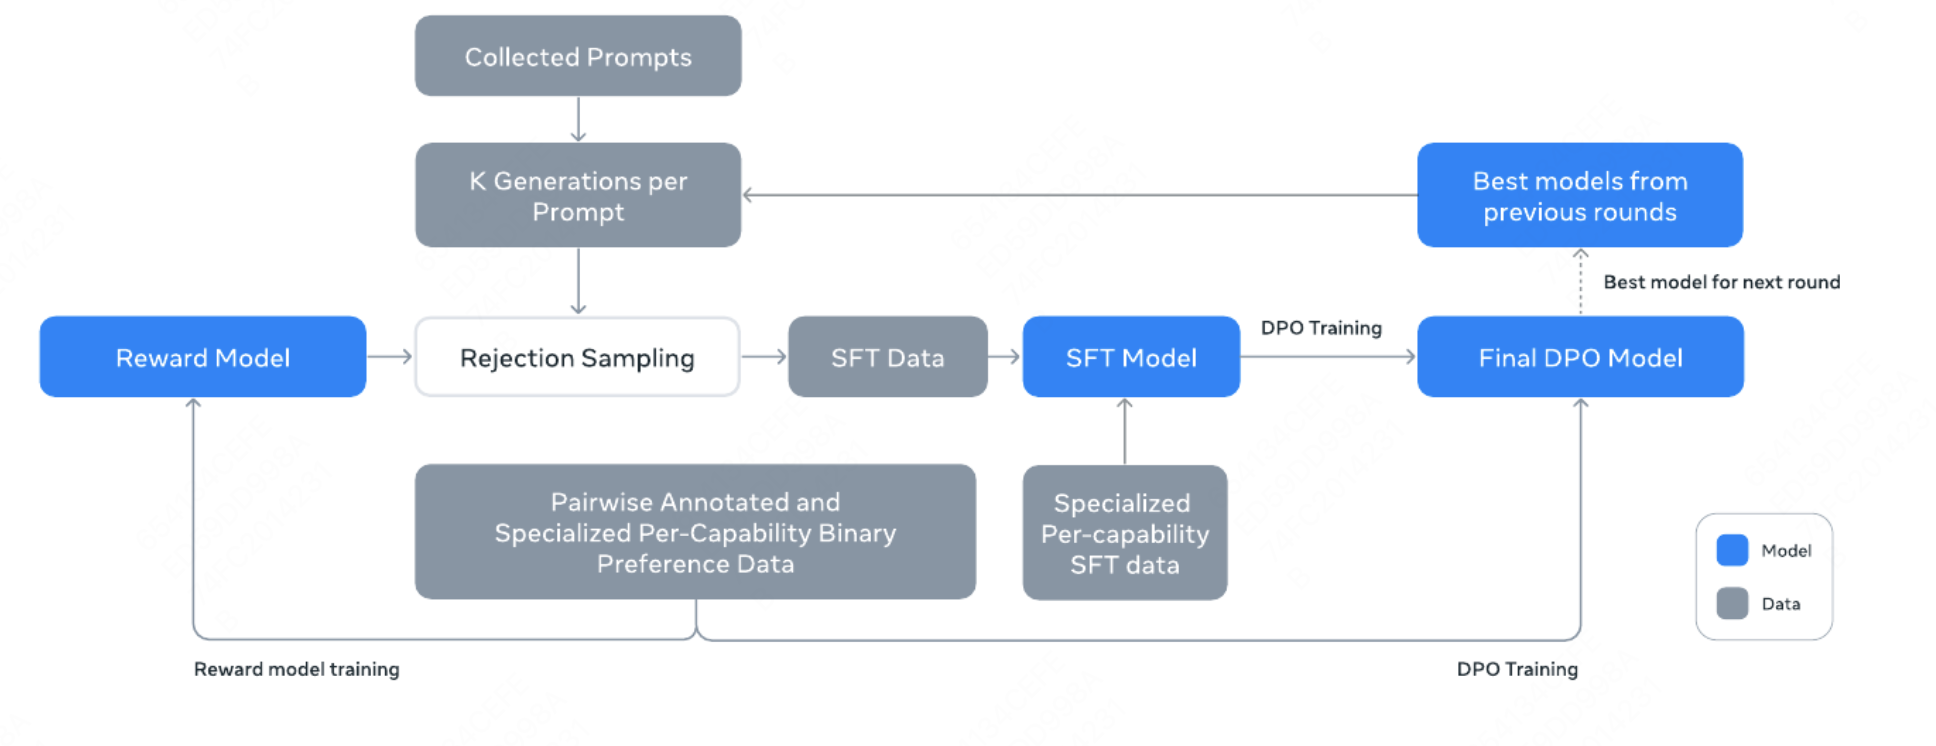 Collected Prompts
K Generations per
Prompt
Best models from
previous rounds
Best model for next round
Reward Model
Rejection Sampling
SFT Data
SFT Model
DPO Training
Final DPO Model
Pairwise Annotated and
Specialized Per-Capability Binary
Preference Data
Specialized
Per-capability
SFT data
Model
Data
Reward model training
DPO Training